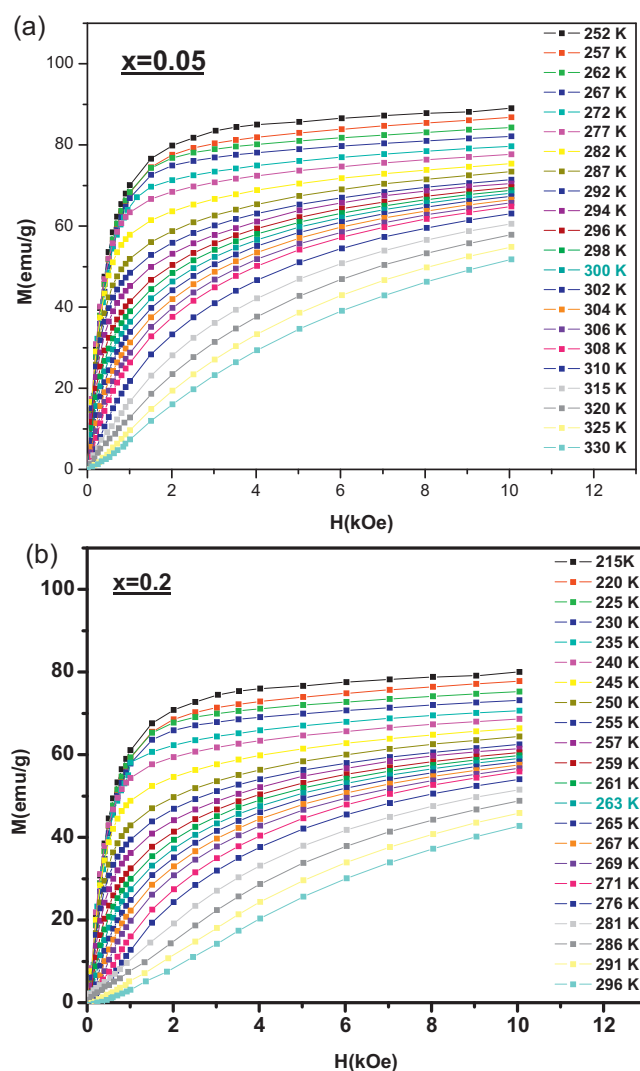 (a)
x=0.05
M(emu/g)
100
80
60
40
20
0
0 2 4 6 8 10 12
H(kOe)
252 K
257 K
262 K
267 K
272 K
277 K
282 K
287 K
292 K
294 K
296 K
298 K
300 K
302 K
304 K
306 K
308 K
310 K
315 K
320 K
325 K
330 K
(b)
x=0.2
M(emu/g)
100
80
60
40
20
0
0 2 4 6 8 10 12
H(kOe)
215K
220 K
225 K
230 K
235 K
240 K
245 K
250 K
255 K
257 K
259 K
261 K
263 K
265 K
267 K
269 K
271 K
276 K
281 K
286 K
291 K
296 K